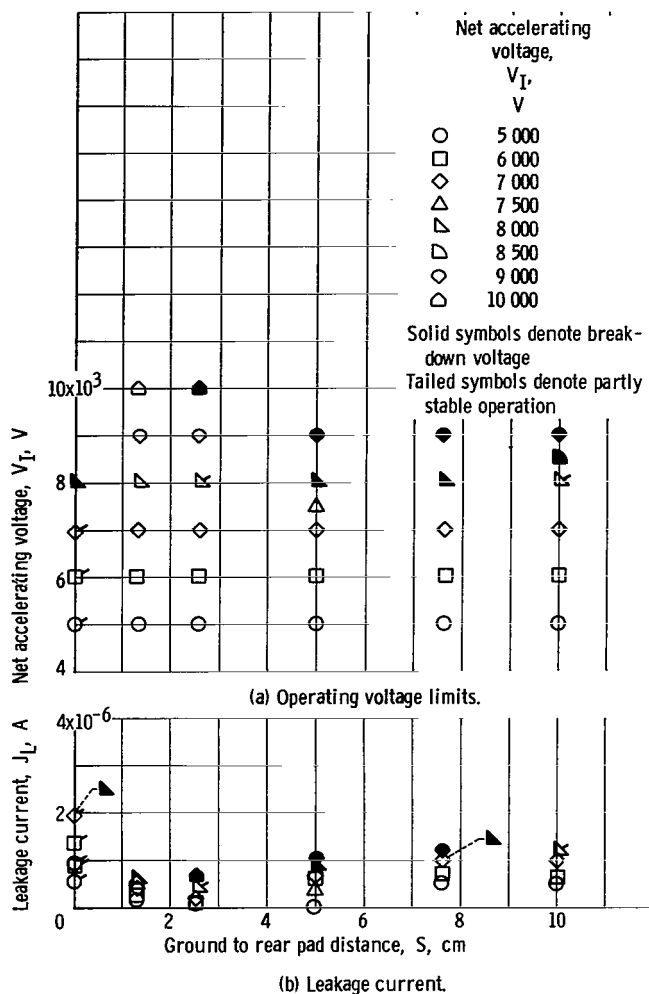 Net accelerating
voltage,
V_I,
V
5 000
6 000
7 000
7 500
8 000
8 500
9 000
10 000
Solid symbols denote break-
down voltage
Tailed symbols denote partly
stable operation
Net accelerating voltage, V_I, V
10x10^3
8
6
4
(a) Operating voltage limits.
Leakage current, J_L, A
4x10^-6
2
0
2
4
6
8
10
Ground to rear pad distance, S, cm
(b) Leakage current.